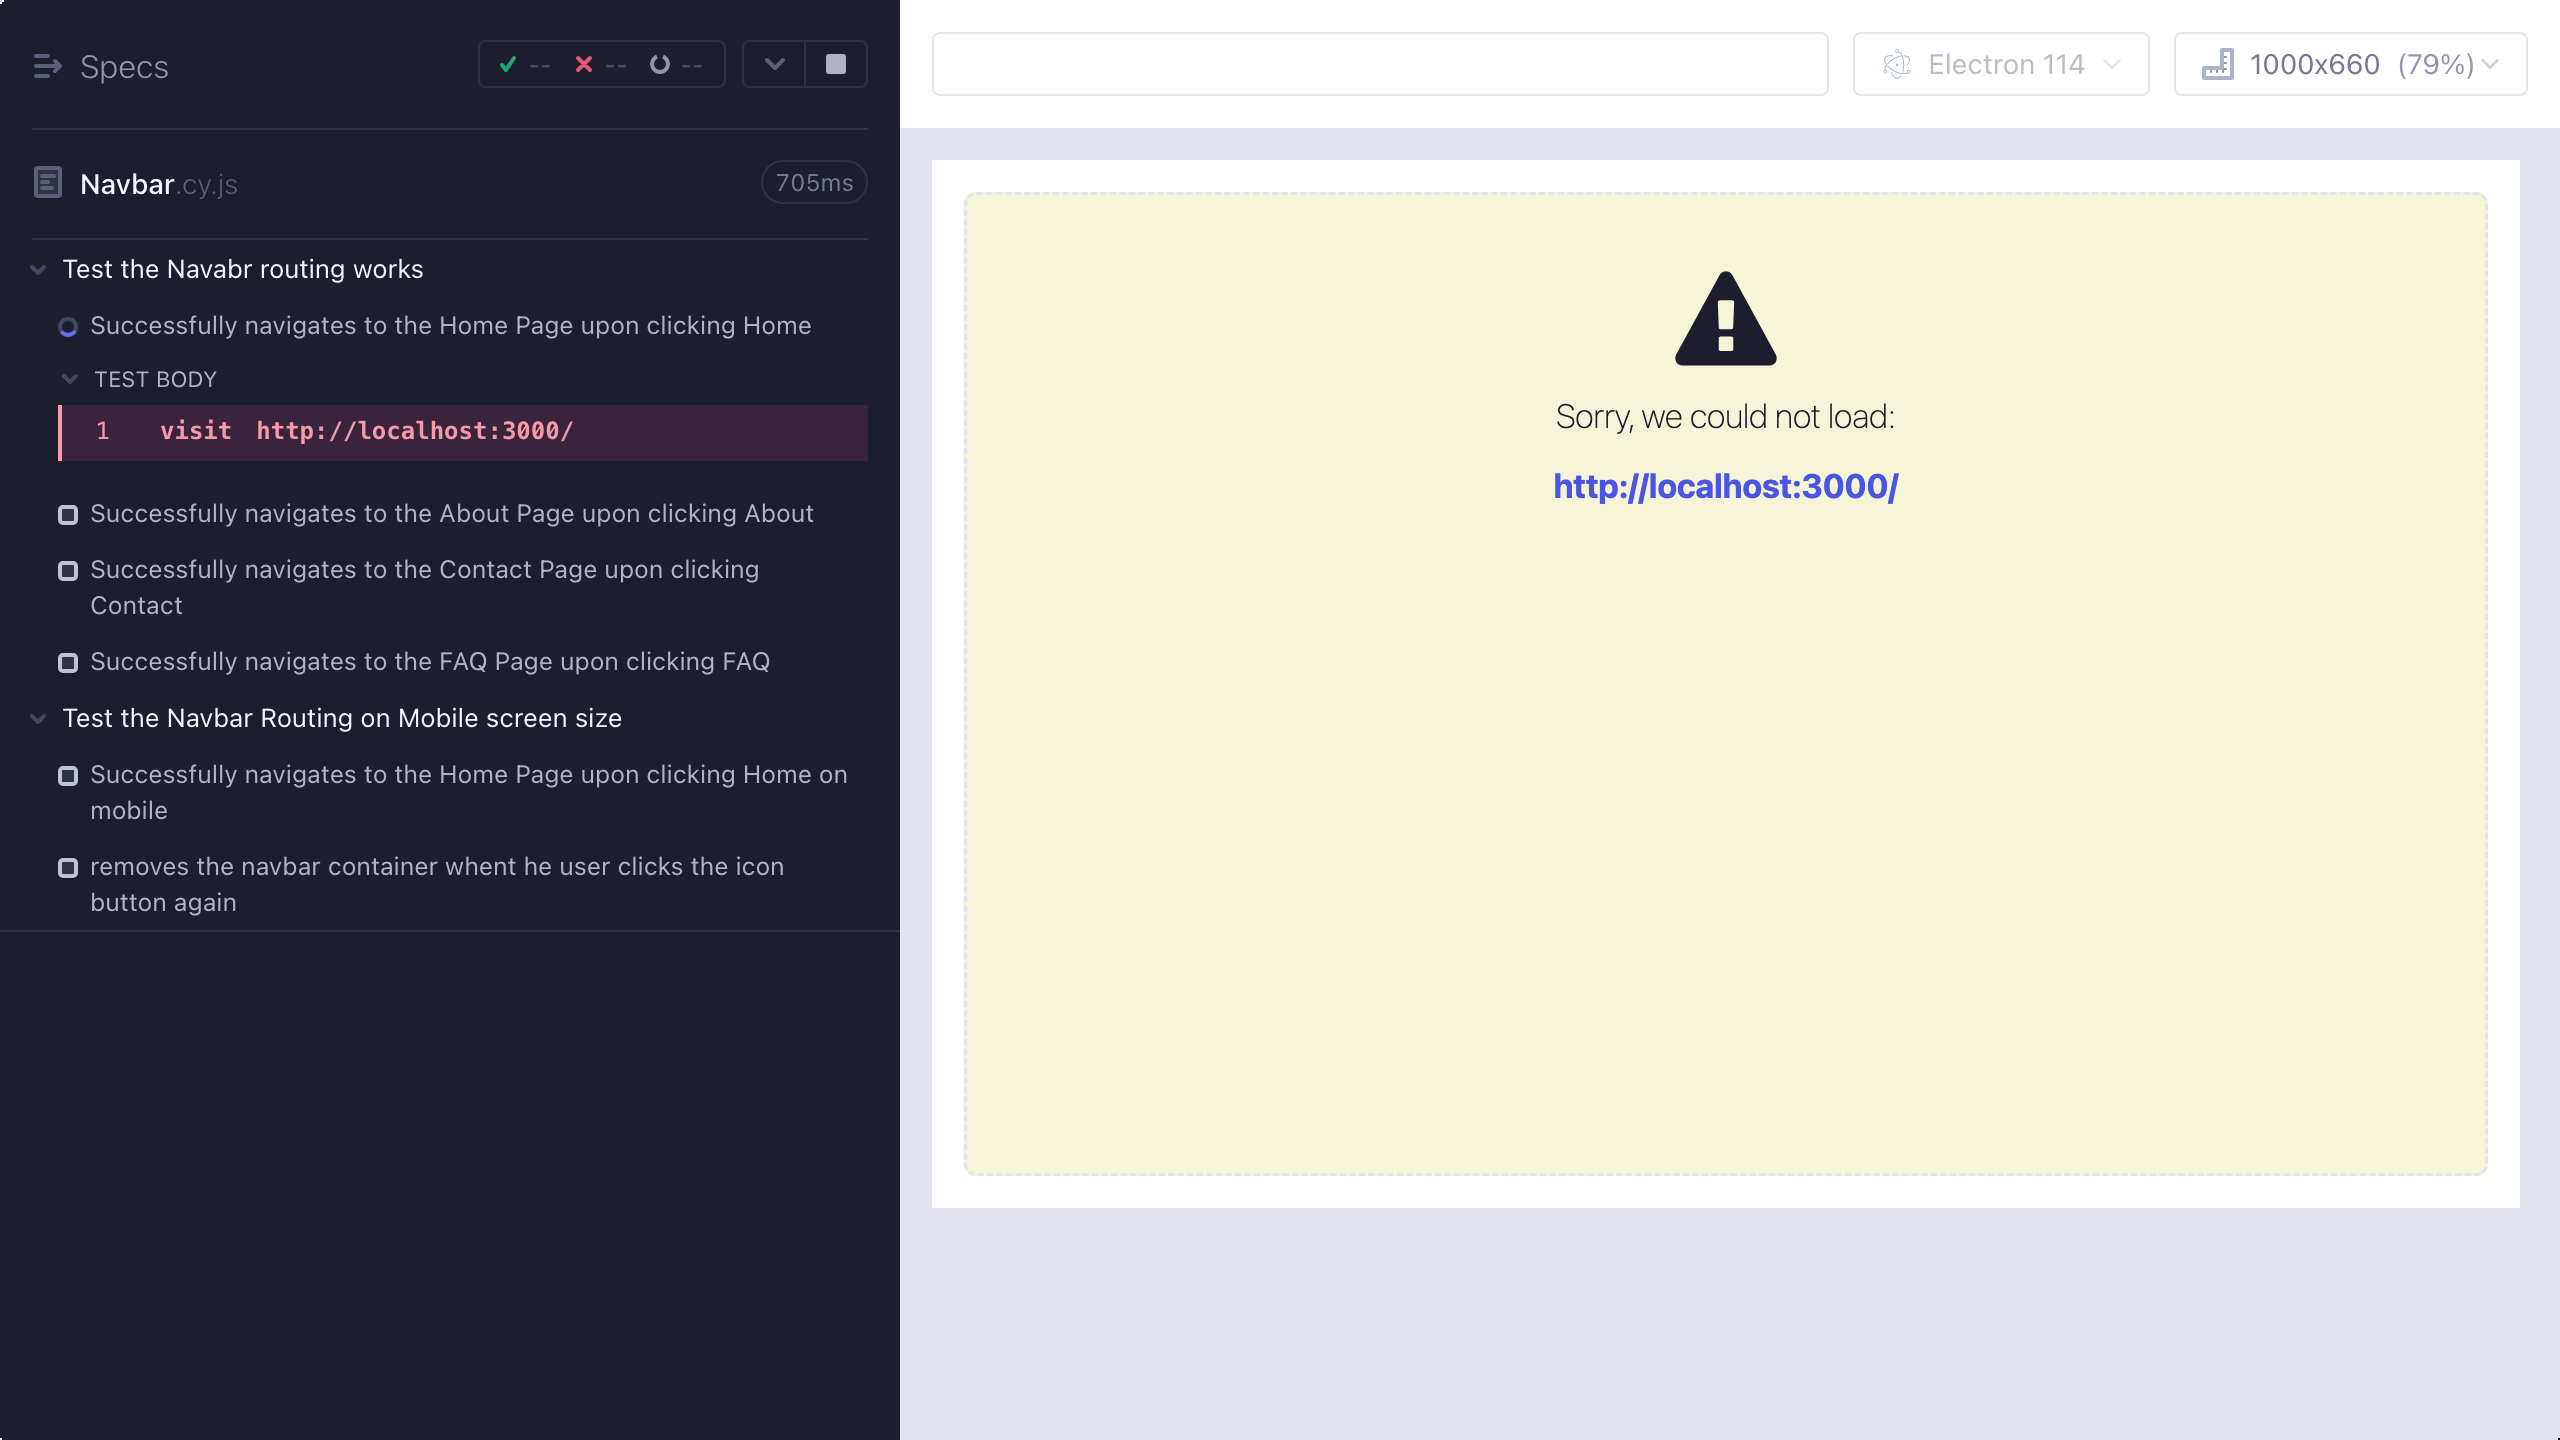 Specs
-- -- --
Navbar.cy.js
705ms
Test the Navabr routing works
Successfully navigates to the Home Page upon clicking Home
TEST BODY
1 visit http://localhost:3000/
Successfully navigates to the About Page upon clicking About
Successfully navigates to the Contact Page upon clicking
Contact
Successfully navigates to the FAQ Page upon clicking FAQ
Test the Navbar Routing on Mobile screen size
Successfully navigates to the Home Page upon clicking Home on
mobile
removes the navbar container whent he user clicks the icon
button again
Electron 114
1000x660 (79%)
Sorry, we could not load:
http://localhost:3000/